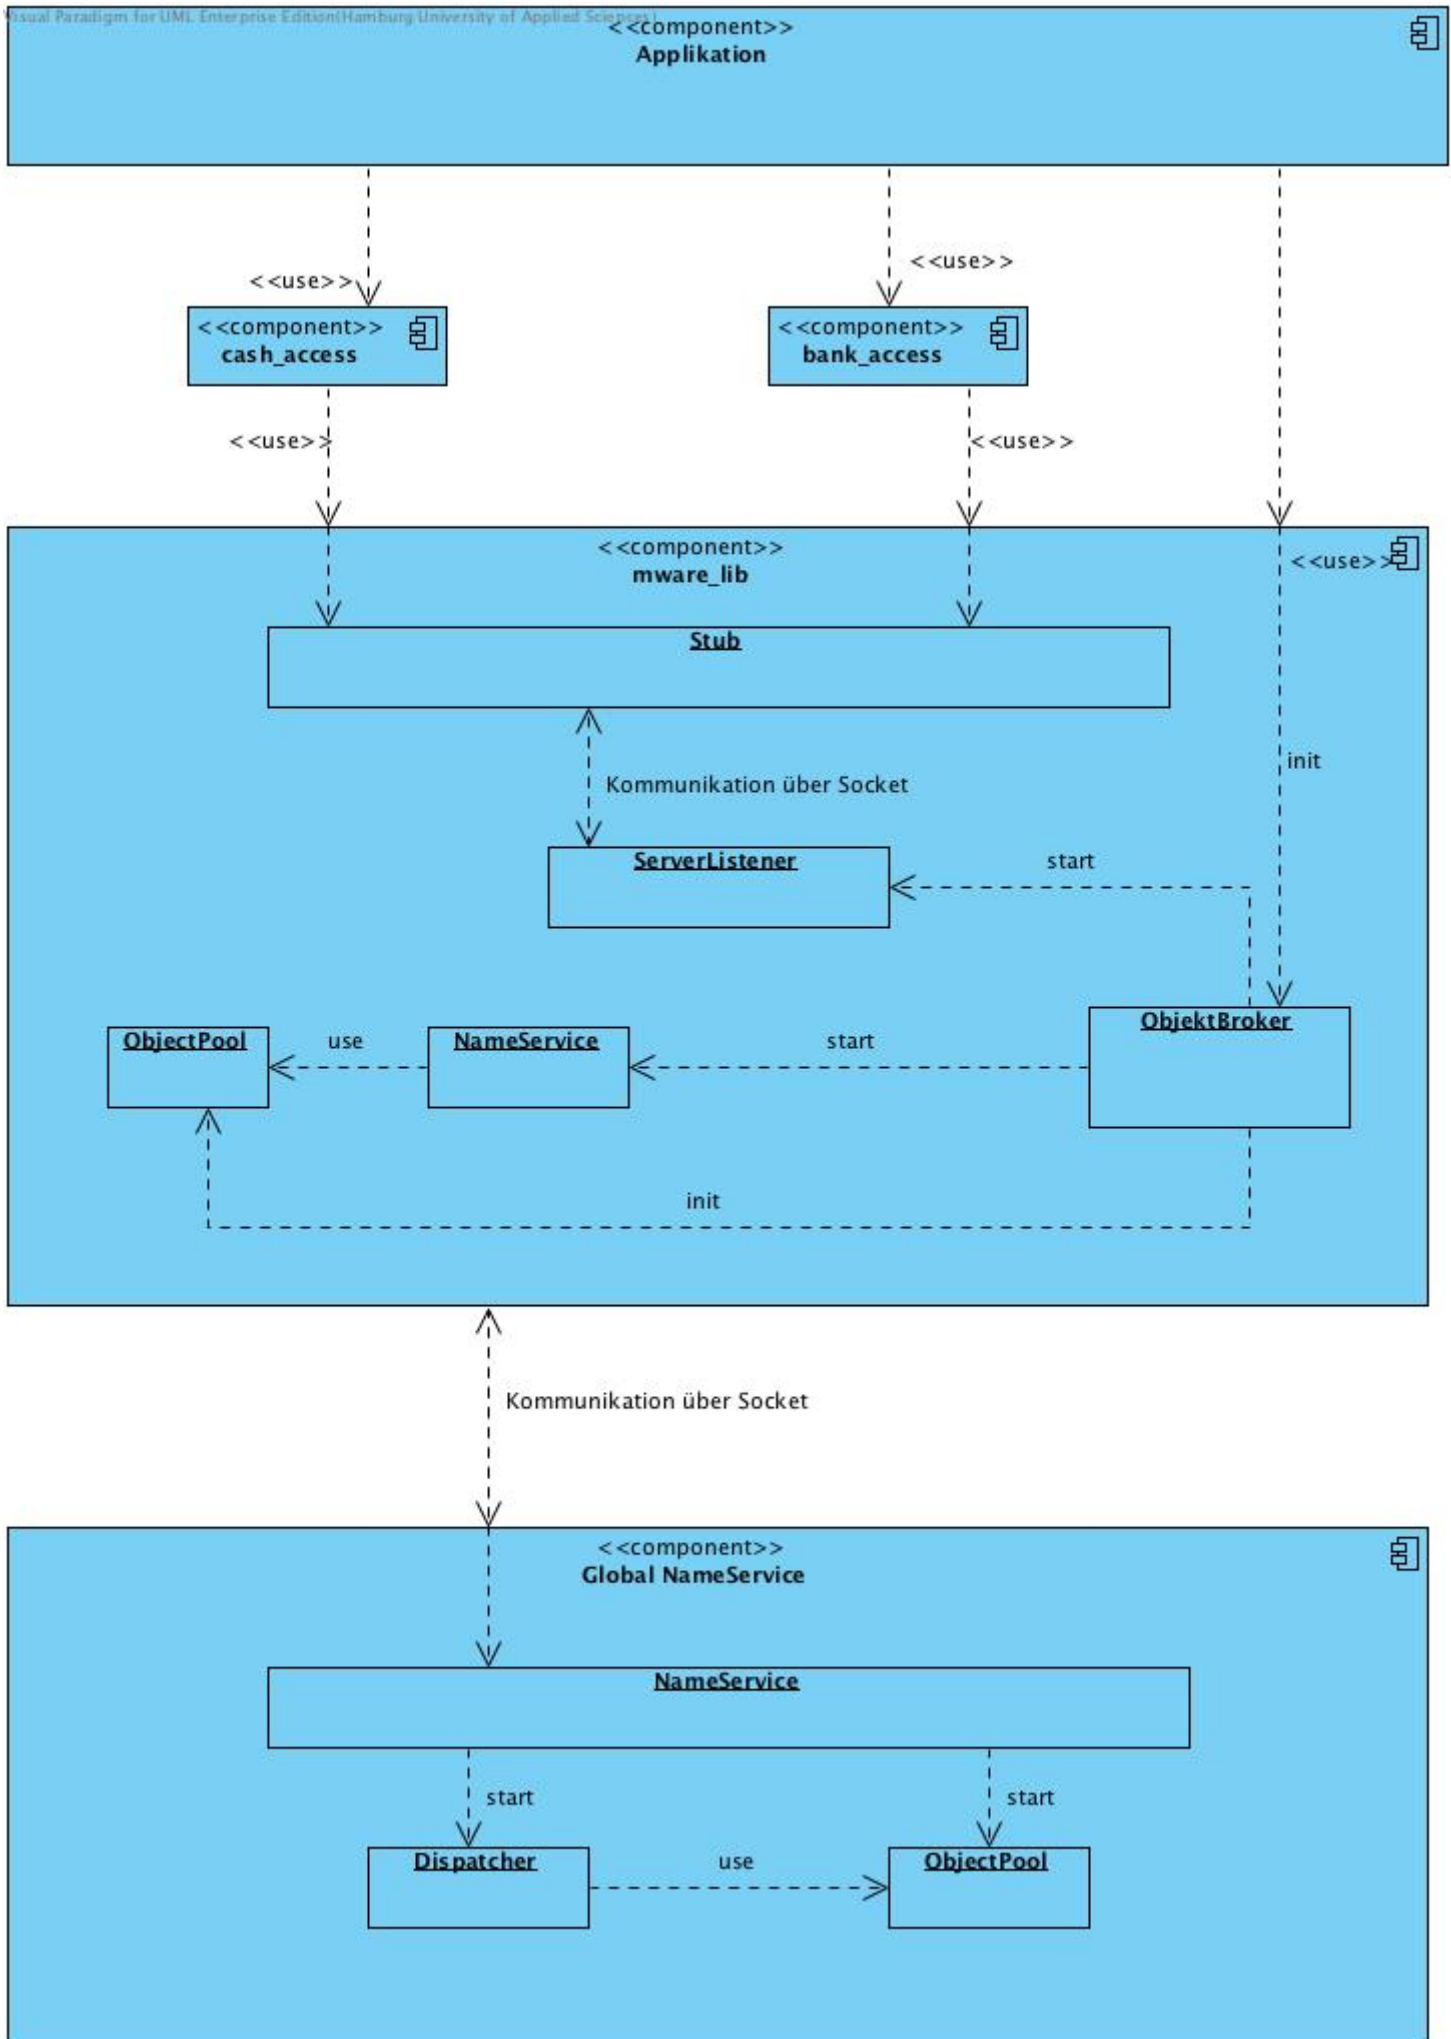 Visual Paradigm for UML Enterprise Edition(Hamburg University of Applied Sciences)
<<component>>
Applikation
<<use>>
<<use>>
<<component>>
cash_access
<<component>>
bank_access
<<use>>
<<use>>
<<component>>
mware_lib
<<use>>
Stub
init
Kommunikation über Socket
ServerListener
start
ObjektBroker
ObjectPool
use
NameService
start
init
Kommunikation über Socket
<<component>>
Global NameService
NameService
start
start
Dispatcher
use
ObjectPool